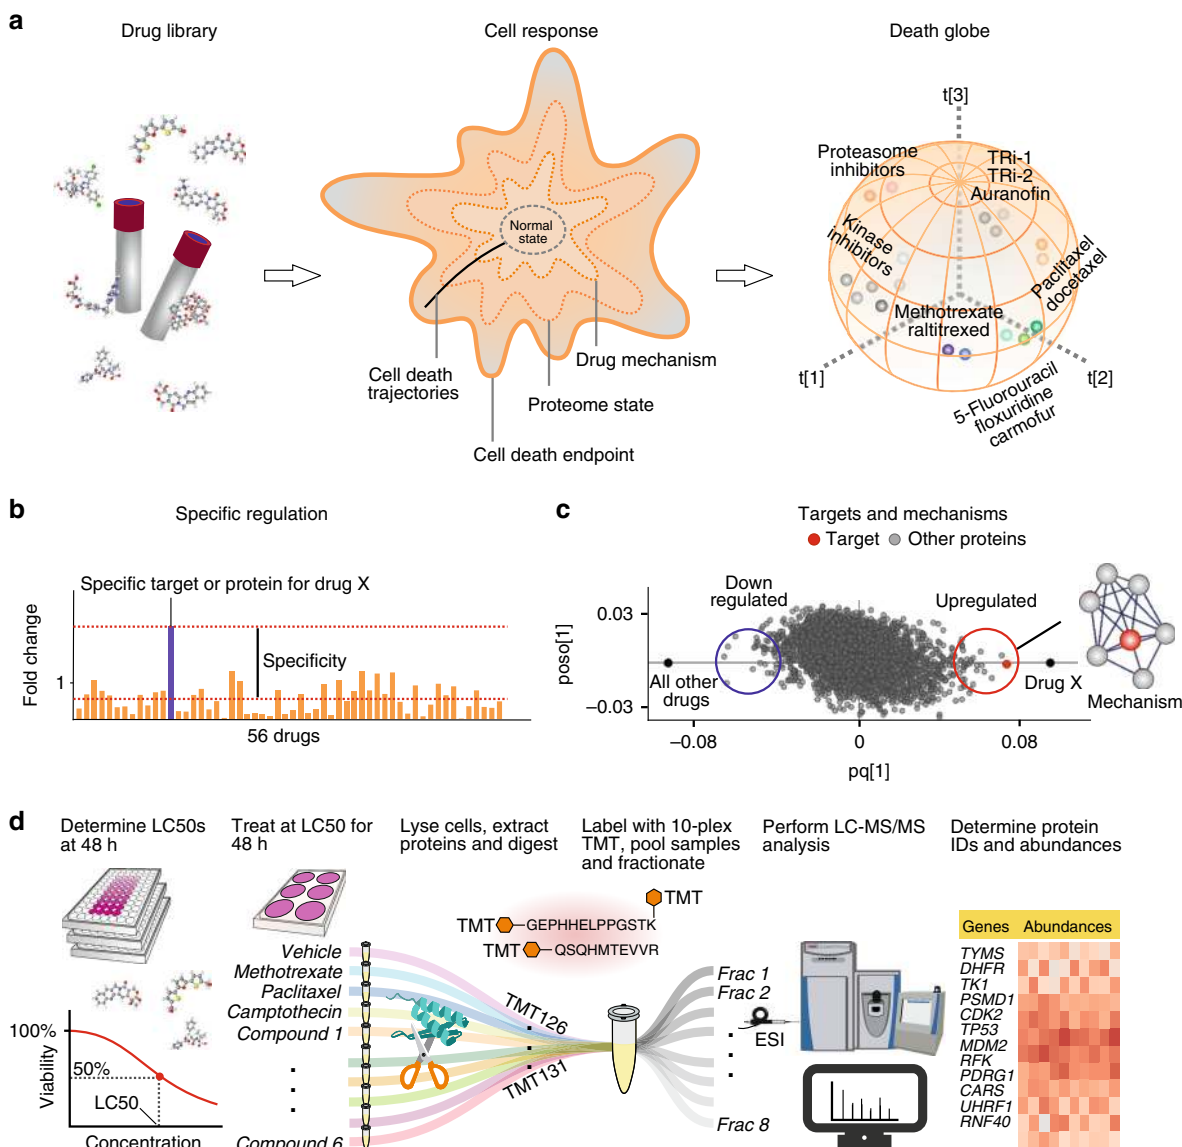 a
Drug library
Cell response
Death globe
t[3]
Proteasome
inhibitors
TRi-1
TRi-2
Auranofin
Kinase
inhibitors
Paclitaxel
docetaxel
Methotrexate
raltitrexed
t[1]
t[2]
5-Fluorouracil
floxuridine
carmofur
Normal
state
Drug mechanism
Cell death
trajectories
Proteome state
Cell death endpoint
b
Specific regulation
Specific target or protein for drug X
Specificity
Fold change
1
56 drugs
c
Targets and mechanisms
Target
Other proteins
Down
regulated
Upregulated
0.03
−0.03
poso[1]
All other
drugs
Drug X
Mechanism
−0.08
0
0.08
pq[1]
d
Determine LC50s
at 48 h
Treat at LC50 for
48 h
Lyse cells, extract
proteins and digest
Label with 10-plex
TMT, pool samples
and fractionate
Perform LC-MS/MS
analysis
Determine protein
IDs and abundances
TMT
TMT
GEPHHELPPGSTK
TMT
QSQHMTEVVR
Vehicle
Methotrexate
Paclitaxel
Camptothecin
Compound 1
Compound 6
TMT126
TMT131
Frac 1
Frac 2
Frac 8
ESI
Genes
Abundances
TYMS
DHFR
TK1
PSMD1
CDK2
TP53
MDM2
RFK
PDRG1
CARS
UHRF1
RNF40
100%
50%
Viability
LC50
Concentration